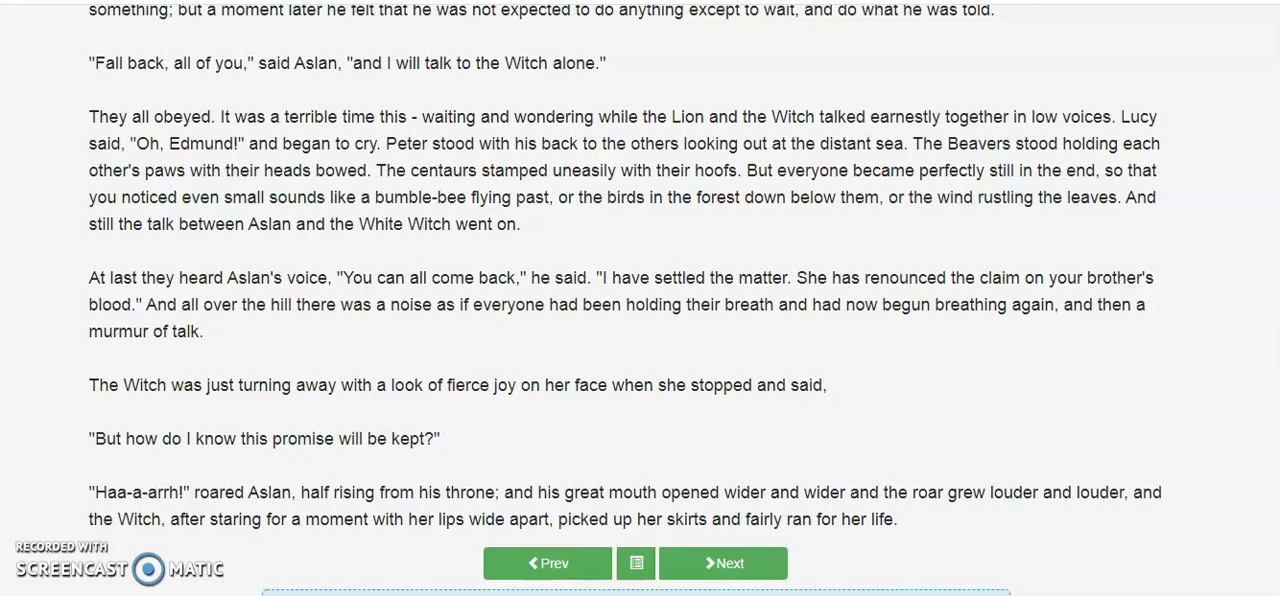 something; but a moment later he felt that he was not expected to do anything except to wait, and do what he was told.
"Fall back, all of you," said Aslan, "and I will talk to the Witch alone."
They all obeyed. It was a terrible time this - waiting and wondering while the Lion and the Witch talked earnestly together in low voices. Lucy
said, "Oh, Edmund!" and began to cry. Peter stood with his back to the others looking out at the distant sea. The Beavers stood holding each
other's paws with their heads bowed. The centaurs stamped uneasily with their hoofs. But everyone became perfectly still in the end, so that
you noticed even small sounds like a bumble-bee flying past, or the birds in the forest down below them, or the wind rustling the leaves. And
still the talk between Aslan and the White Witch went on.
At last they heard Aslan's voice, "You can all come back," he said. "I have settled the matter. She has renounced the claim on your brother's
blood." And all over the hill there was a noise as if everyone had been holding their breath and had now begun breathing again, and then a
murmur of talk.
The Witch was just turning away with a look of fierce joy on her face when she stopped and said,
"But how do I know this promise will be kept?"
"Haa-a-arrh!" roared Aslan, half rising from his throne; and his great mouth opened wider and wider and the roar grew louder and louder, and
the Witch, after staring for a moment with her lips wide apart, picked up her skirts and fairly ran for her life.
RECORDED WITH
SCREENCAST MATIC
Prev
Next